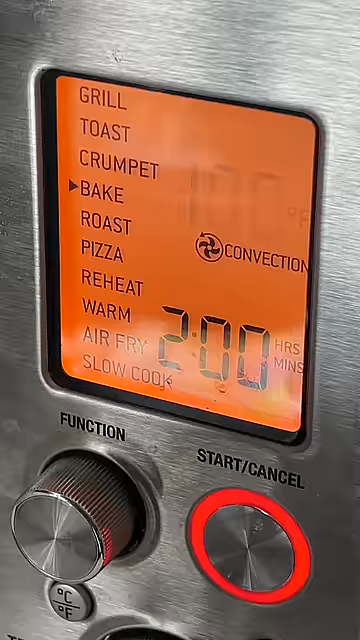 GRILL
TOAST
CRUMPET
BAKE
ROAST
PIZZA
CONVECTION
REHEAT
WARM
AIR FRY
2:00 HRS MINS
SLOW COOK
FUNCTION
START/CANCEL
°C
°F